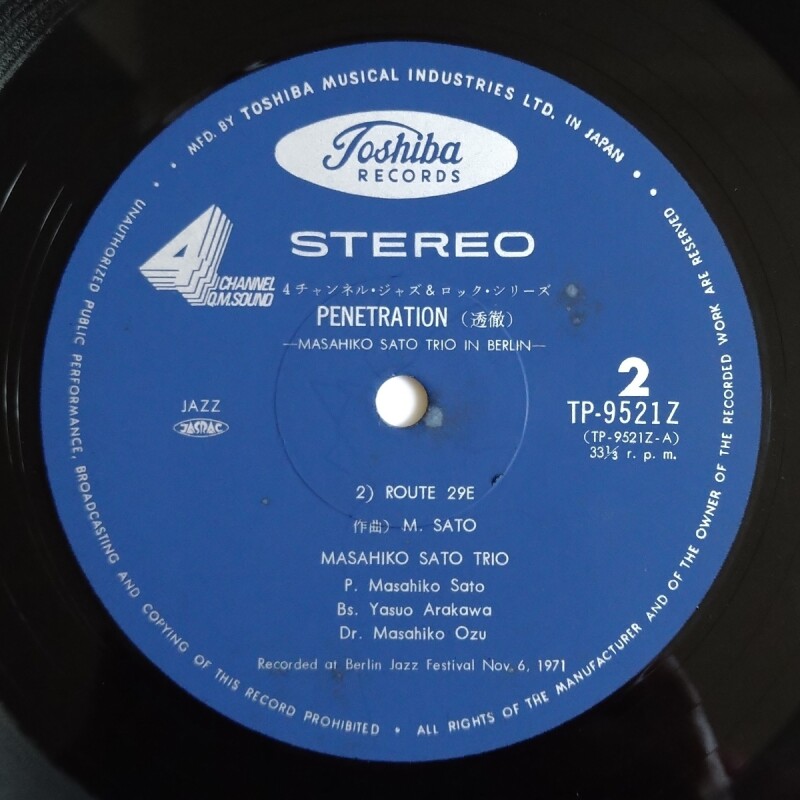 MFD. BY TOSHIBA MUSICAL INDUSTRIES LTD. IN JAPAN
Toshiba
RECORDS
STEREO
4 CHANNEL
Q.M. SOUND
4チャンネル・ジャズ&ロック・シリーズ
PENETRATION (透徹)
—MASAHIKO SATO TRIO IN BERLIN—
2
JAZZ
JASRAC
TP-9521Z
(TP-9521Z-A)
33⅓ r. p. m.
2) ROUTE 29E
作曲) M. SATO
MASAHIKO SATO TRIO
P. Masahiko Sato
Bs. Yasuo Arakawa
Dr. Masahiko Ozu
Recorded at Berlin Jazz Festival Nov. 6, 1971
UNAUTHORIZED PUBLIC PERFORMANCE, BROADCASTING AND COPYING OF THIS RECORD PROHIBITED • ALL RIGHTS OF THE MANUFACTURER AND OF THE OWNER OF THE RECORDED WORK ARE RESERVED